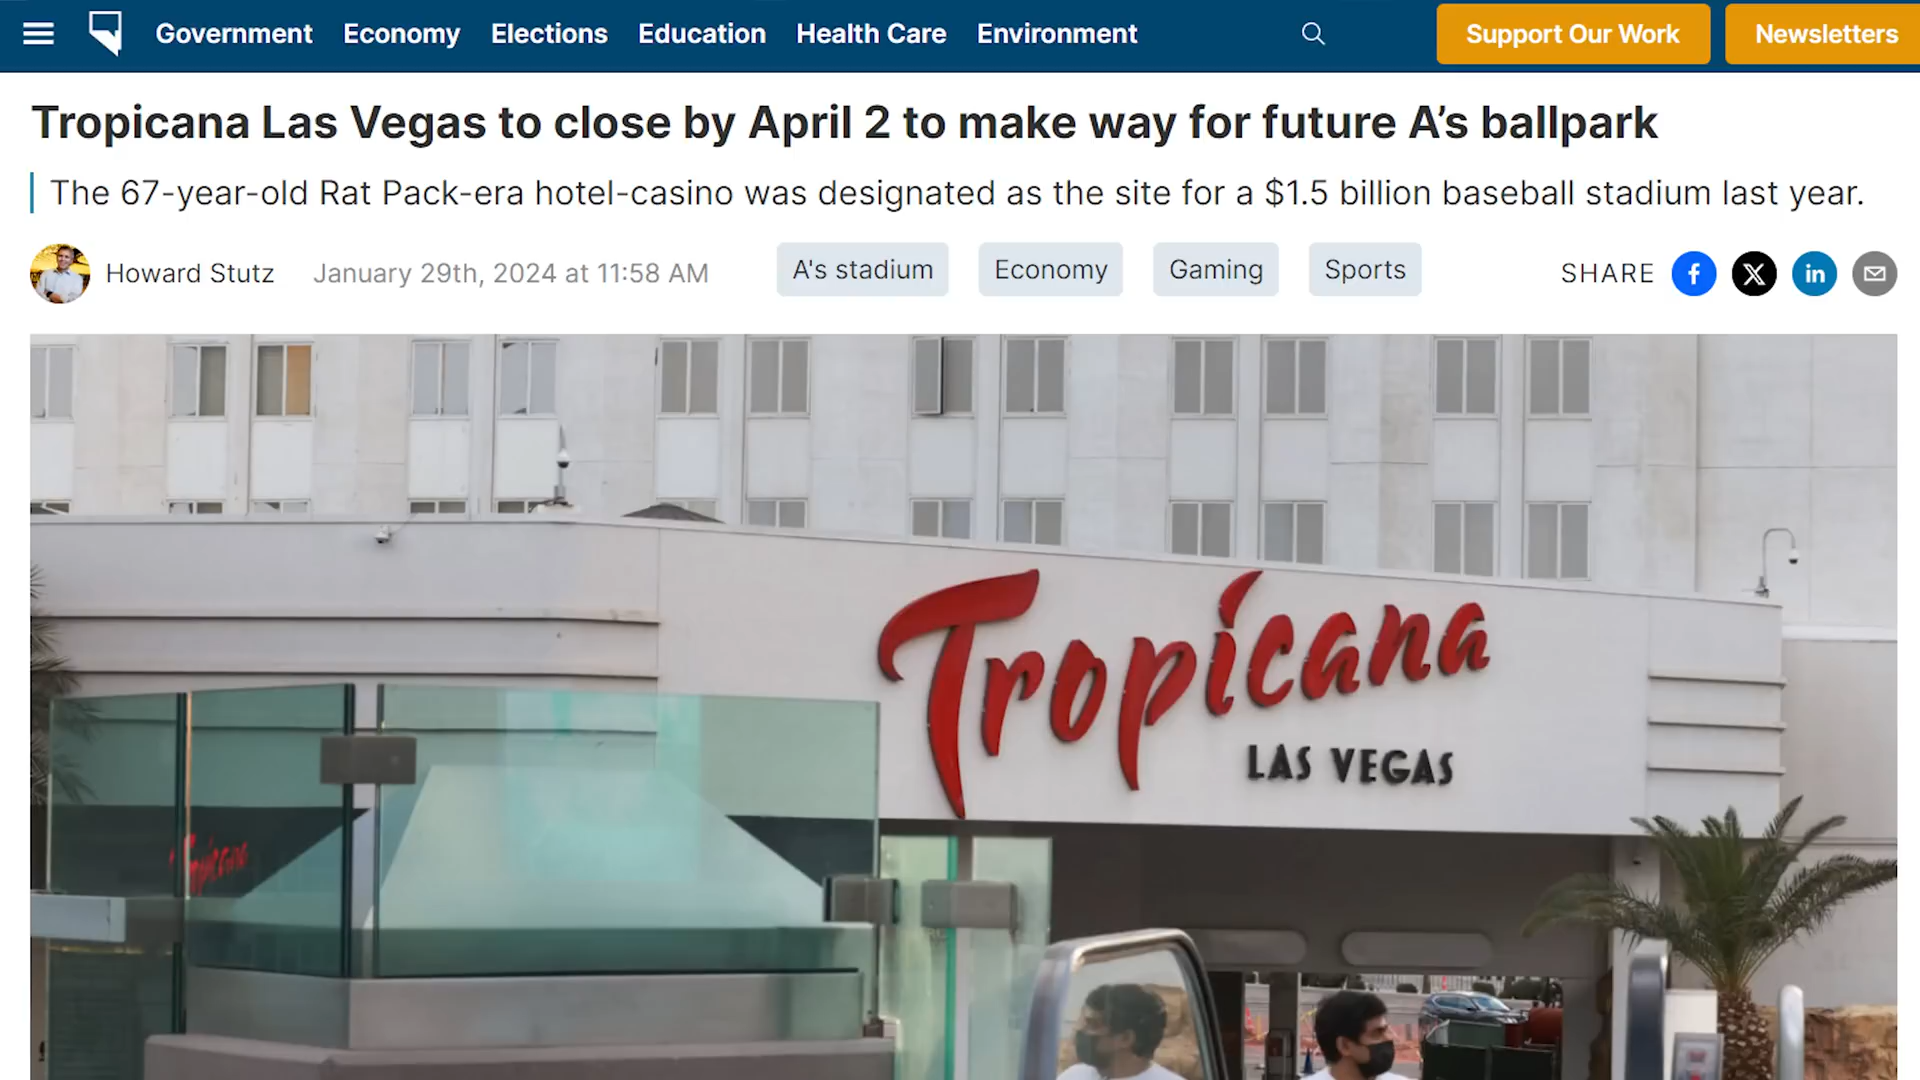 Government Economy Elections Education Health Care Environment Support Our Work Newsletters
Tropicana Las Vegas to close by April 2 to make way for future A's ballpark
The 67-year-old Rat Pack-era hotel-casino was designated as the site for a $1.5 billion baseball stadium last year.
Howard Stutz January 29th, 2024 at 11:58 AM A's stadium Economy Gaming Sports SHARE
Tropicana
LAS VEGAS
Tropicana